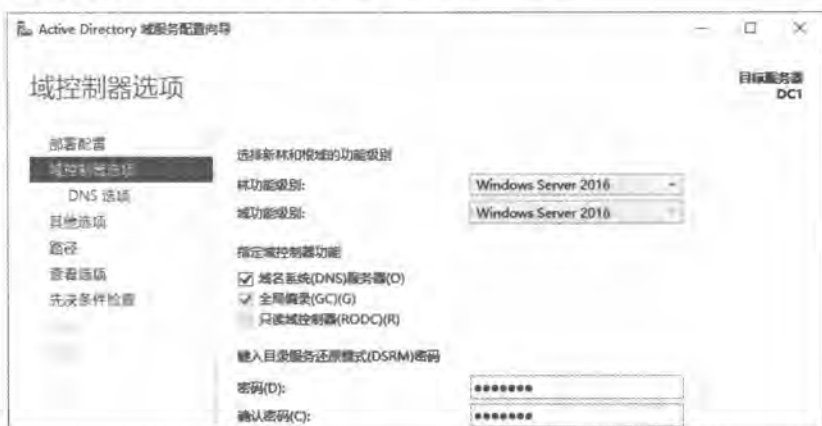 Active Directory 域服务配置向导
域控制器选项
目标服务器
DC1
部署配置
域控制器选项
DNS 选项
其他选项
路径
查看选项
先决条件检查
选择新林和根域的功能级别
林功能级别: Windows Server 2016
域功能级别: Windows Server 2016
指定域控制器功能
域名系统(DNS)服务器(O)
全局编录(GC)(G)
只读域控制器(RODC)(R)
键入目录服务还原模式(DSRM)密码
密码(D): ●●●●●●●
确认密码(C): ●●●●●●●